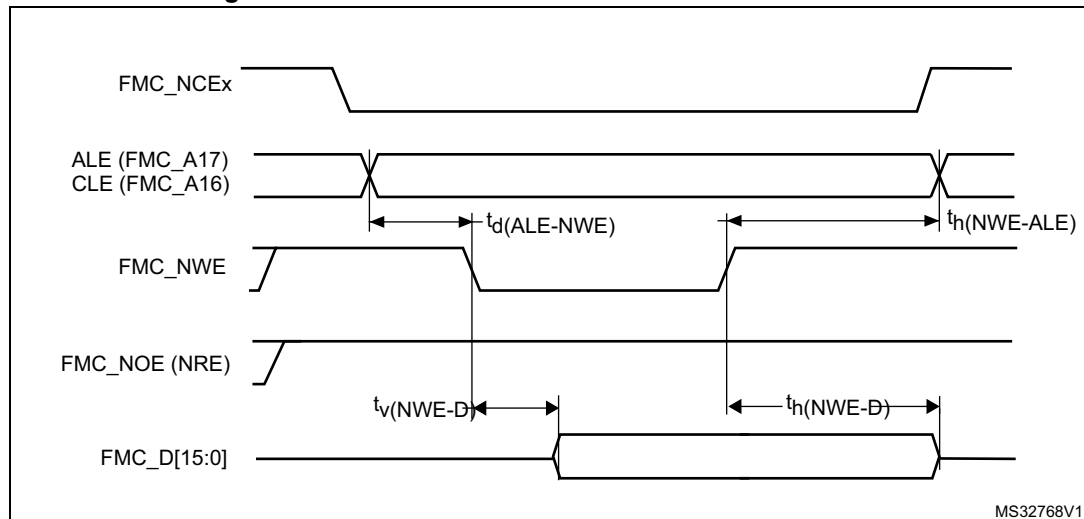 FMC_NCEx
ALE (FMC_A17)
CLE (FMC_A16)
td(ALE-NWE)
th(NWE-ALE)
FMC_NWE
FMC_NOE (NRE)
tv(NWE-D)
th(NWE-D)
FMC_D[15:0]
MS32768V1